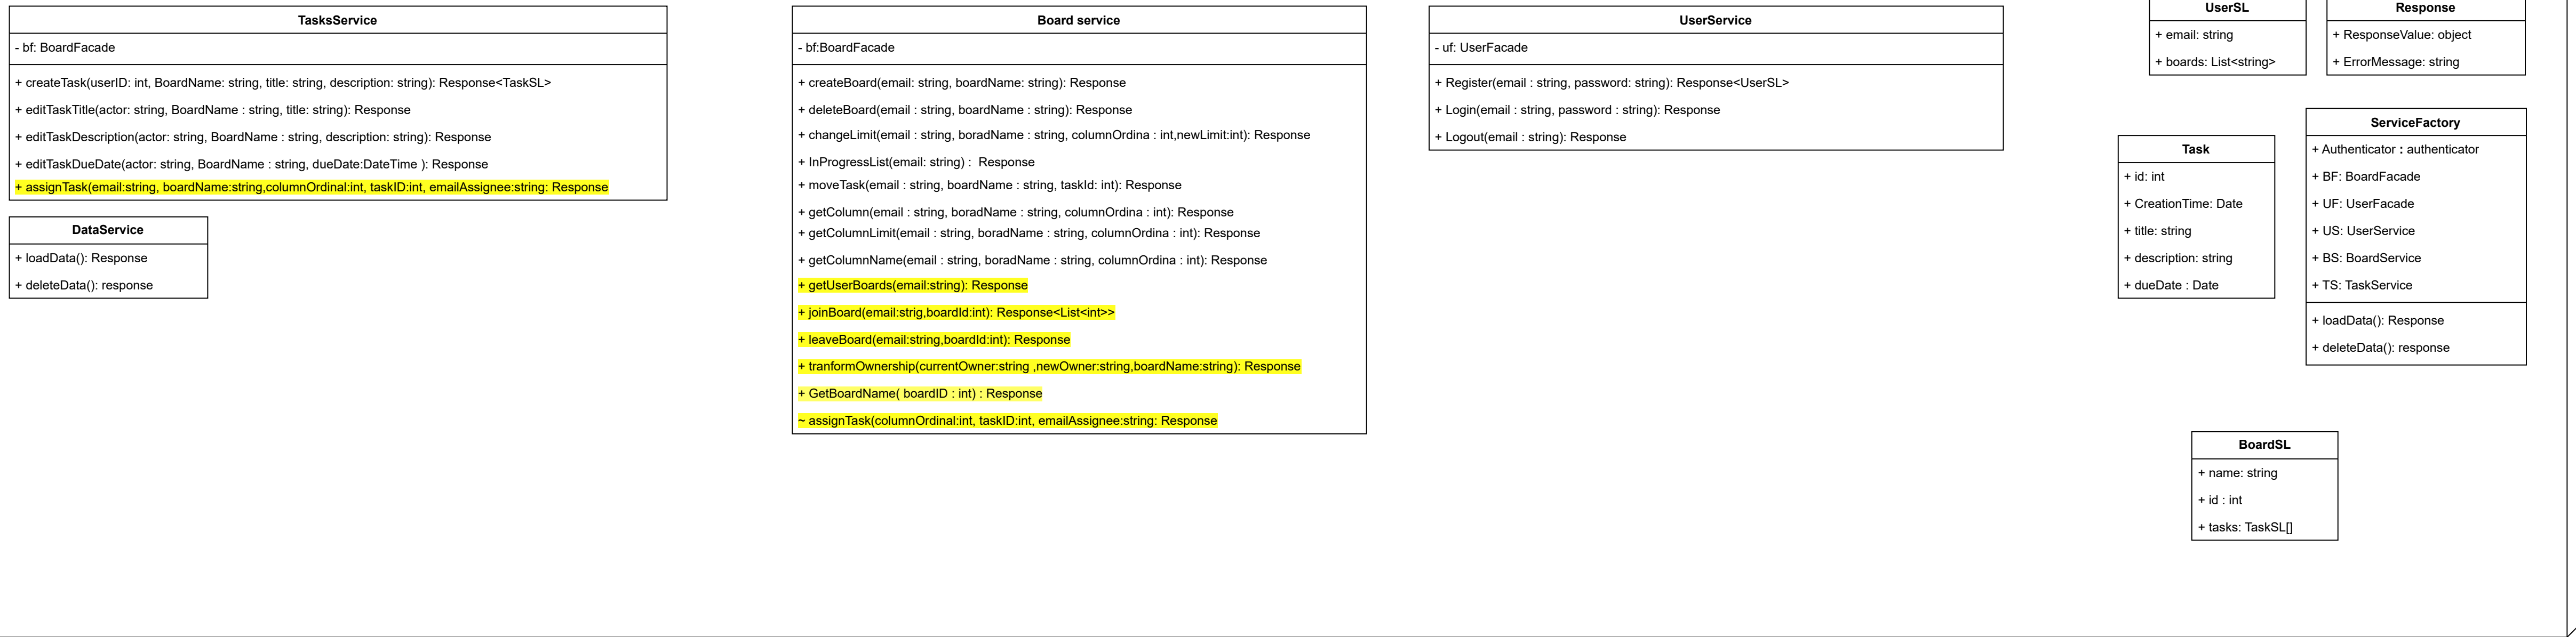 TasksService
- bf: BoardFacade
+ createTask(userID: int, BoardName: string, title: string, description: string): Response<TaskSL>
+ editTaskTitle(actor: string, BoardName : string, title: string): Response
+ editTaskDescription(actor: string, BoardName : string, description: string): Response
+ editTaskDueDate(actor: string, BoardName : string, dueDate:DateTime ): Response
+ assignTask(email:string, boardName:string,columnOrdinal:int, taskID:int, emailAssignee:string: Response
DataService
+ loadData(): Response
+ deleteData(): response
Board service
- bf:BoardFacade
+ createBoard(email: string, boardName: string): Response
+ deleteBoard(email : string, boardName : string): Response
+ changeLimit(email : string, boradName : string, columnOrdina : int,newLimit:int): Response
+ InProgressList(email: string) :  Response
+ moveTask(email : string, boardName : string, taskId: int): Response
+ getColumn(email : string, boradName : string, columnOrdina : int): Response
+ getColumnLimit(email : string, boradName : string, columnOrdina : int): Response
+ getColumnName(email : string, boradName : string, columnOrdina : int): Response
+ getUserBoards(email:string): Response
+ joinBoard(email:strig,boardId:int): Response<List<int>>
+ leaveBoard(email:string,boardId:int): Response
+ tranformOwnership(currentOwner:string ,newOwner:string,boardName:string): Response
+ GetBoardName( boardID : int) : Response
~ assignTask(columnOrdinal:int, taskID:int, emailAssignee:string: Response
UserService
- uf: UserFacade
+ Register(email : string, password: string): Response<UserSL>
+ Login(email : string, password : string): Response
+ Logout(email : string): Response
UserSL
+ email: string
+ boards: List<string>
Response
+ ResponseValue: object
+ ErrorMessage: string
Task
+ id: int
+ CreationTime: Date
+ title: string
+ description: string
+ dueDate : Date
ServiceFactory
+ Authenticator : authenticator
+ BF: BoardFacade
+ UF: UserFacade
+ US: UserService
+ BS: BoardService
+ TS: TaskService
+ loadData(): Response
+ deleteData(): response
BoardSL
+ name: string
+ id : int
+ tasks: TaskSL[]